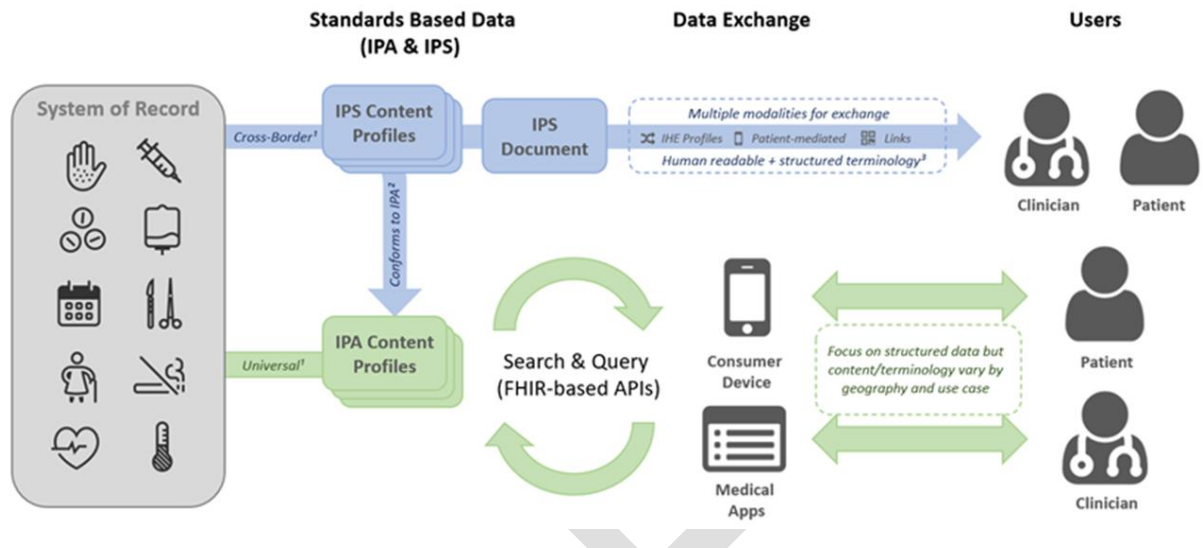 Standards Based Data
(IPA & IPS)
Data Exchange
Users
System of Record
Cross-Border¹
IPS Content
Profiles
IPS
Document
Multiple modalities for exchange
IHE Profiles
Patient-mediated
Links
Human readable + structured terminology³
Clinician
Patient
Conforms to IPA²
Universal¹
IPA Content
Profiles
Search & Query
(FHIR-based APIs)
Consumer
Device
Medical
Apps
Focus on structured data but
content/terminology vary by
geography and use case
Patient
Clinician